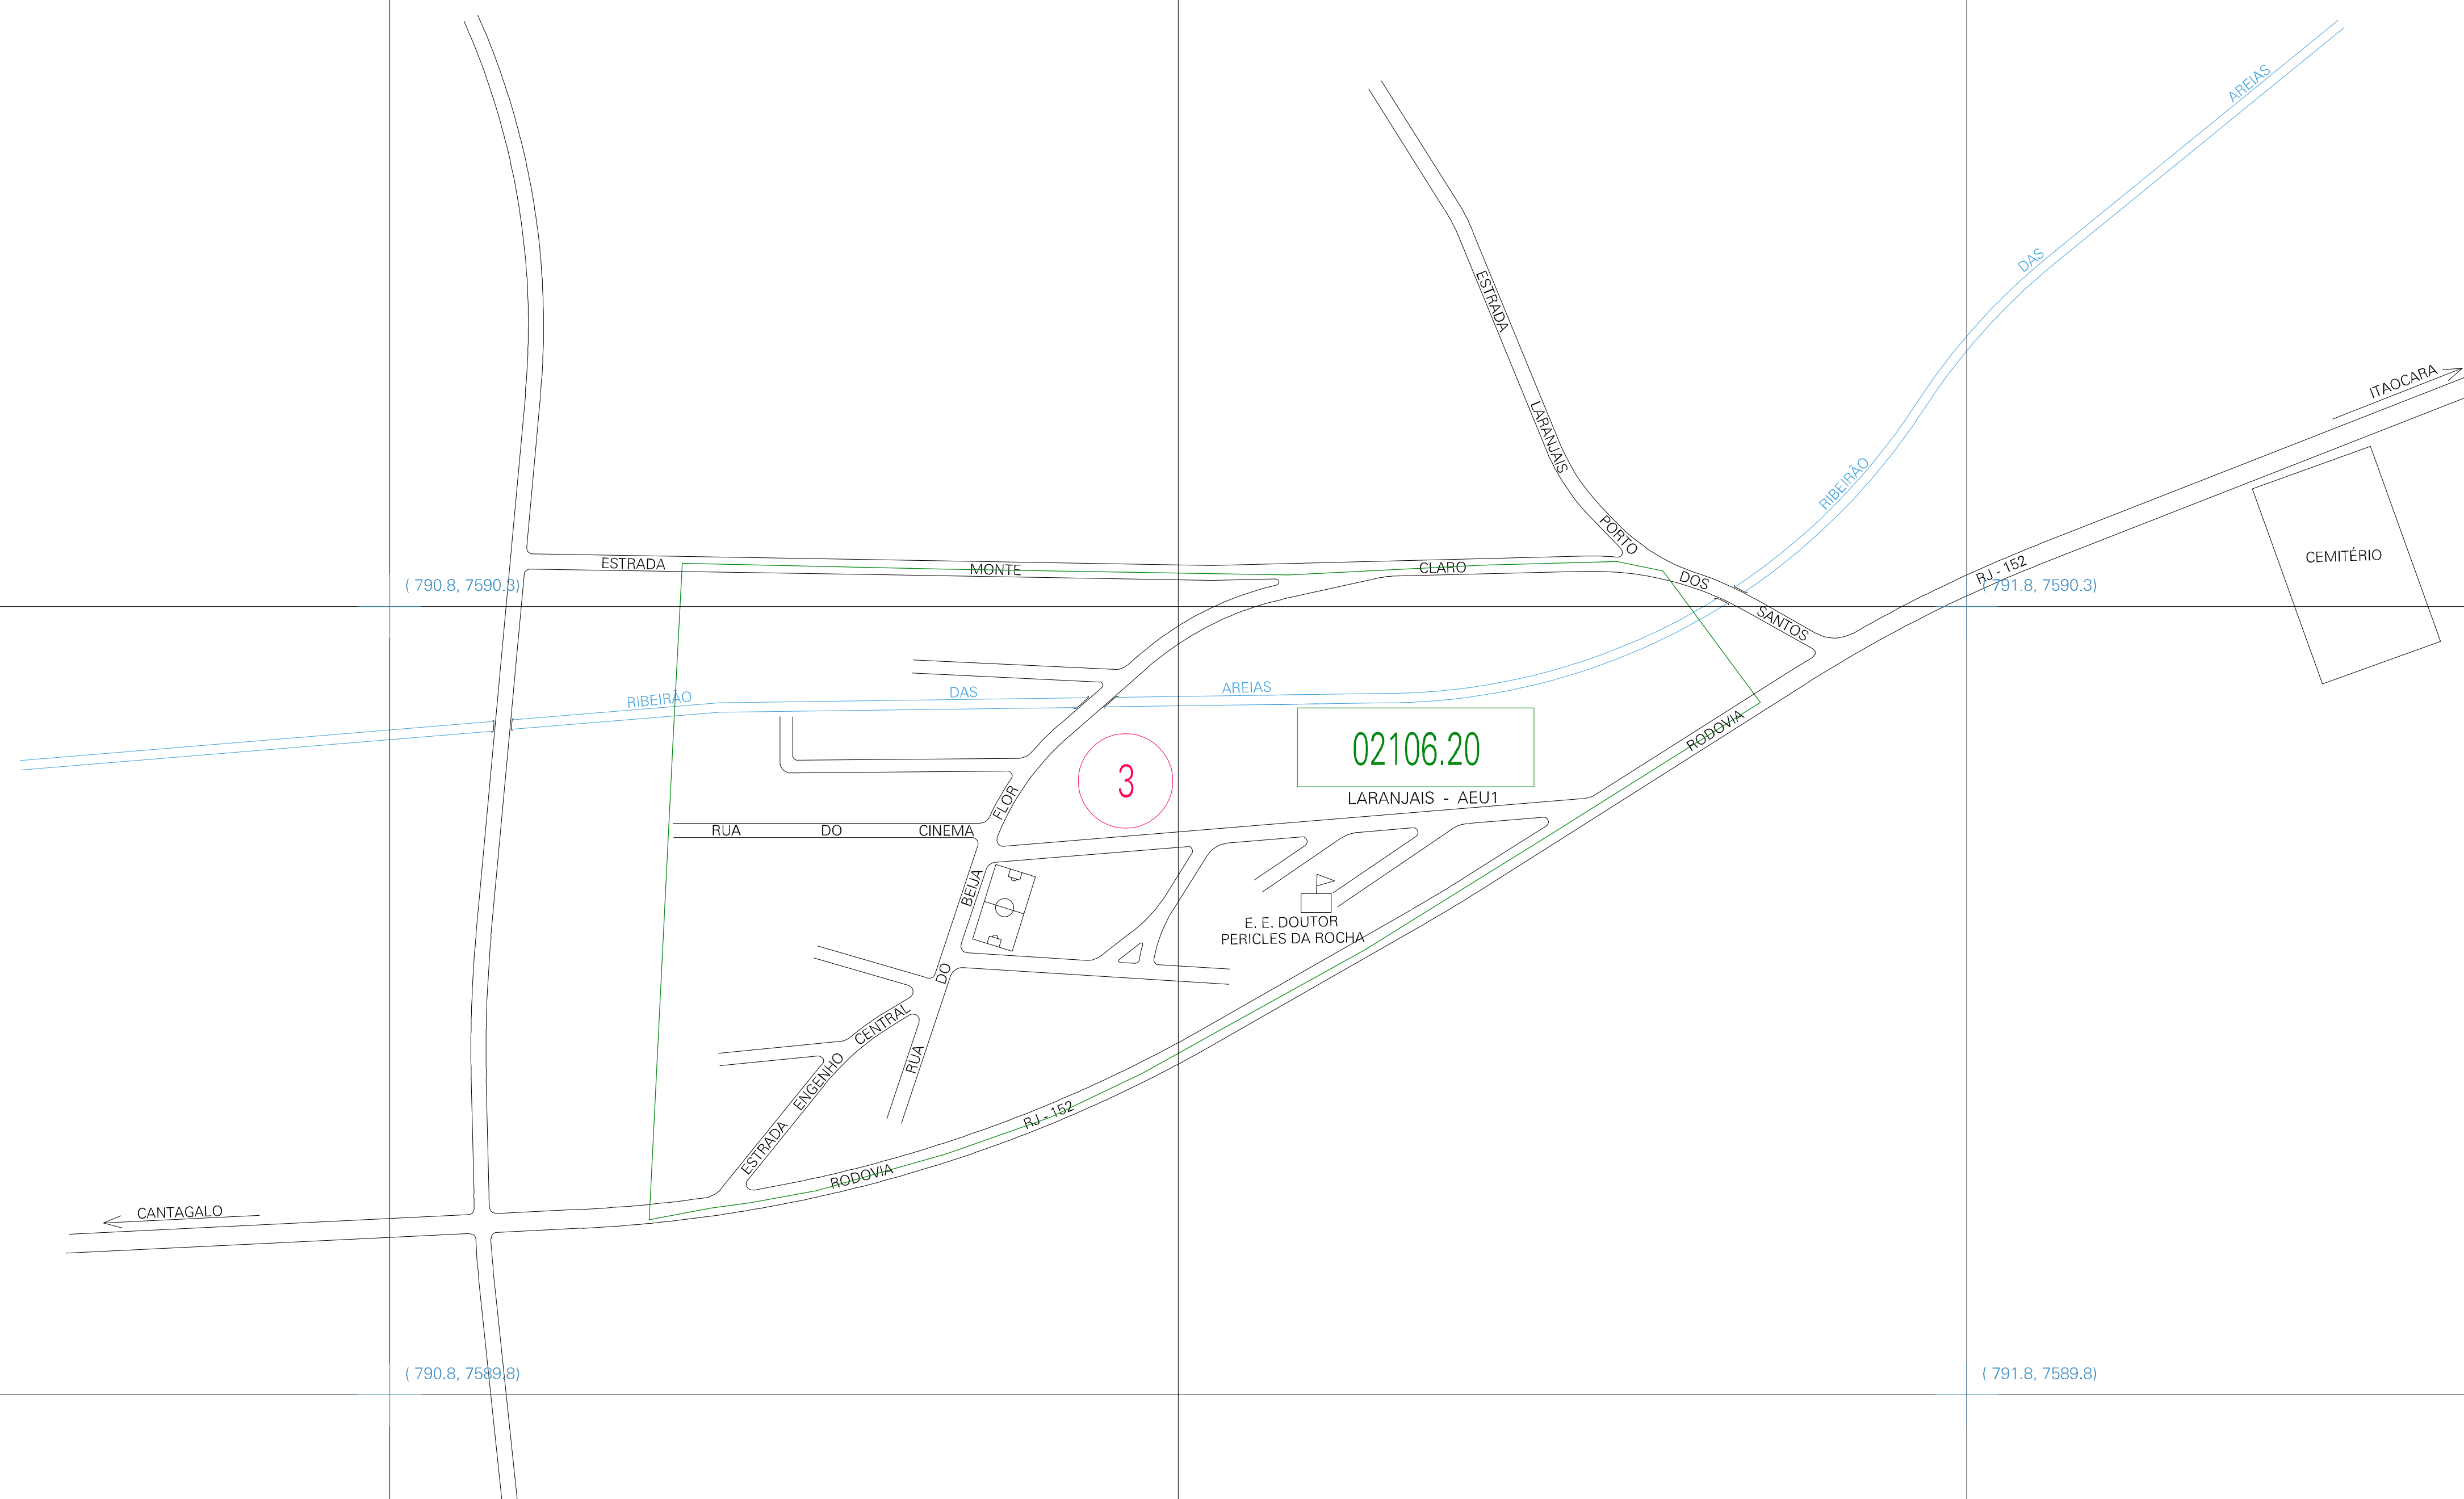 AREIAS
DAS
RIBEIRÃO
ITAOCARA
CEMITÉRIO
RJ - 152
ESTRADA
LARANJAIS
PORTO
DOS
SANTOS
ESTRADA MONTE CLARO
( 790.8, 7590.3)
( 791.8, 7590.3)
RIBEIRÃO DAS AREIAS
RODOVIA
02106.20
LARANJAIS - AEU1
3
RUA DO CINEMA
FLOR
BEIJA
DO
RUA
E. E. DOUTOR
PERICLES DA ROCHA
CENTRAL
ENGENHO
ESTRADA
RJ - 152
RODOVIA
CANTAGALO
( 790.8, 7589.8)
( 791.8, 7589.8)